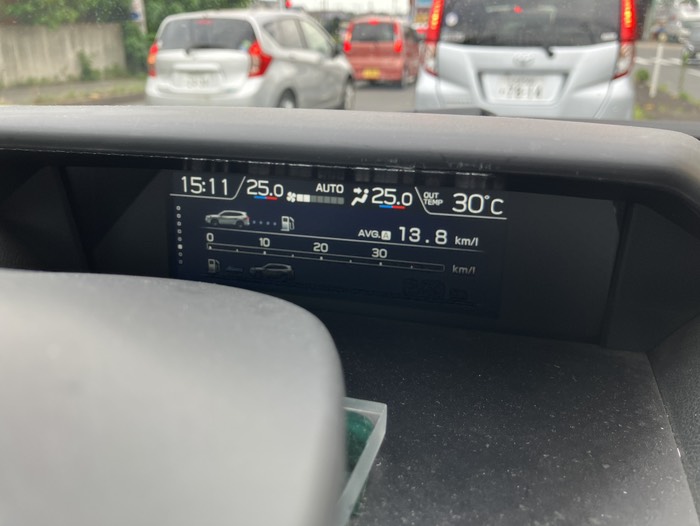 15:11 25.0 AUTO 25.0 OUT TEMP 30°C
AVG. A 13.8 km/l
0 10 20 30
km/l